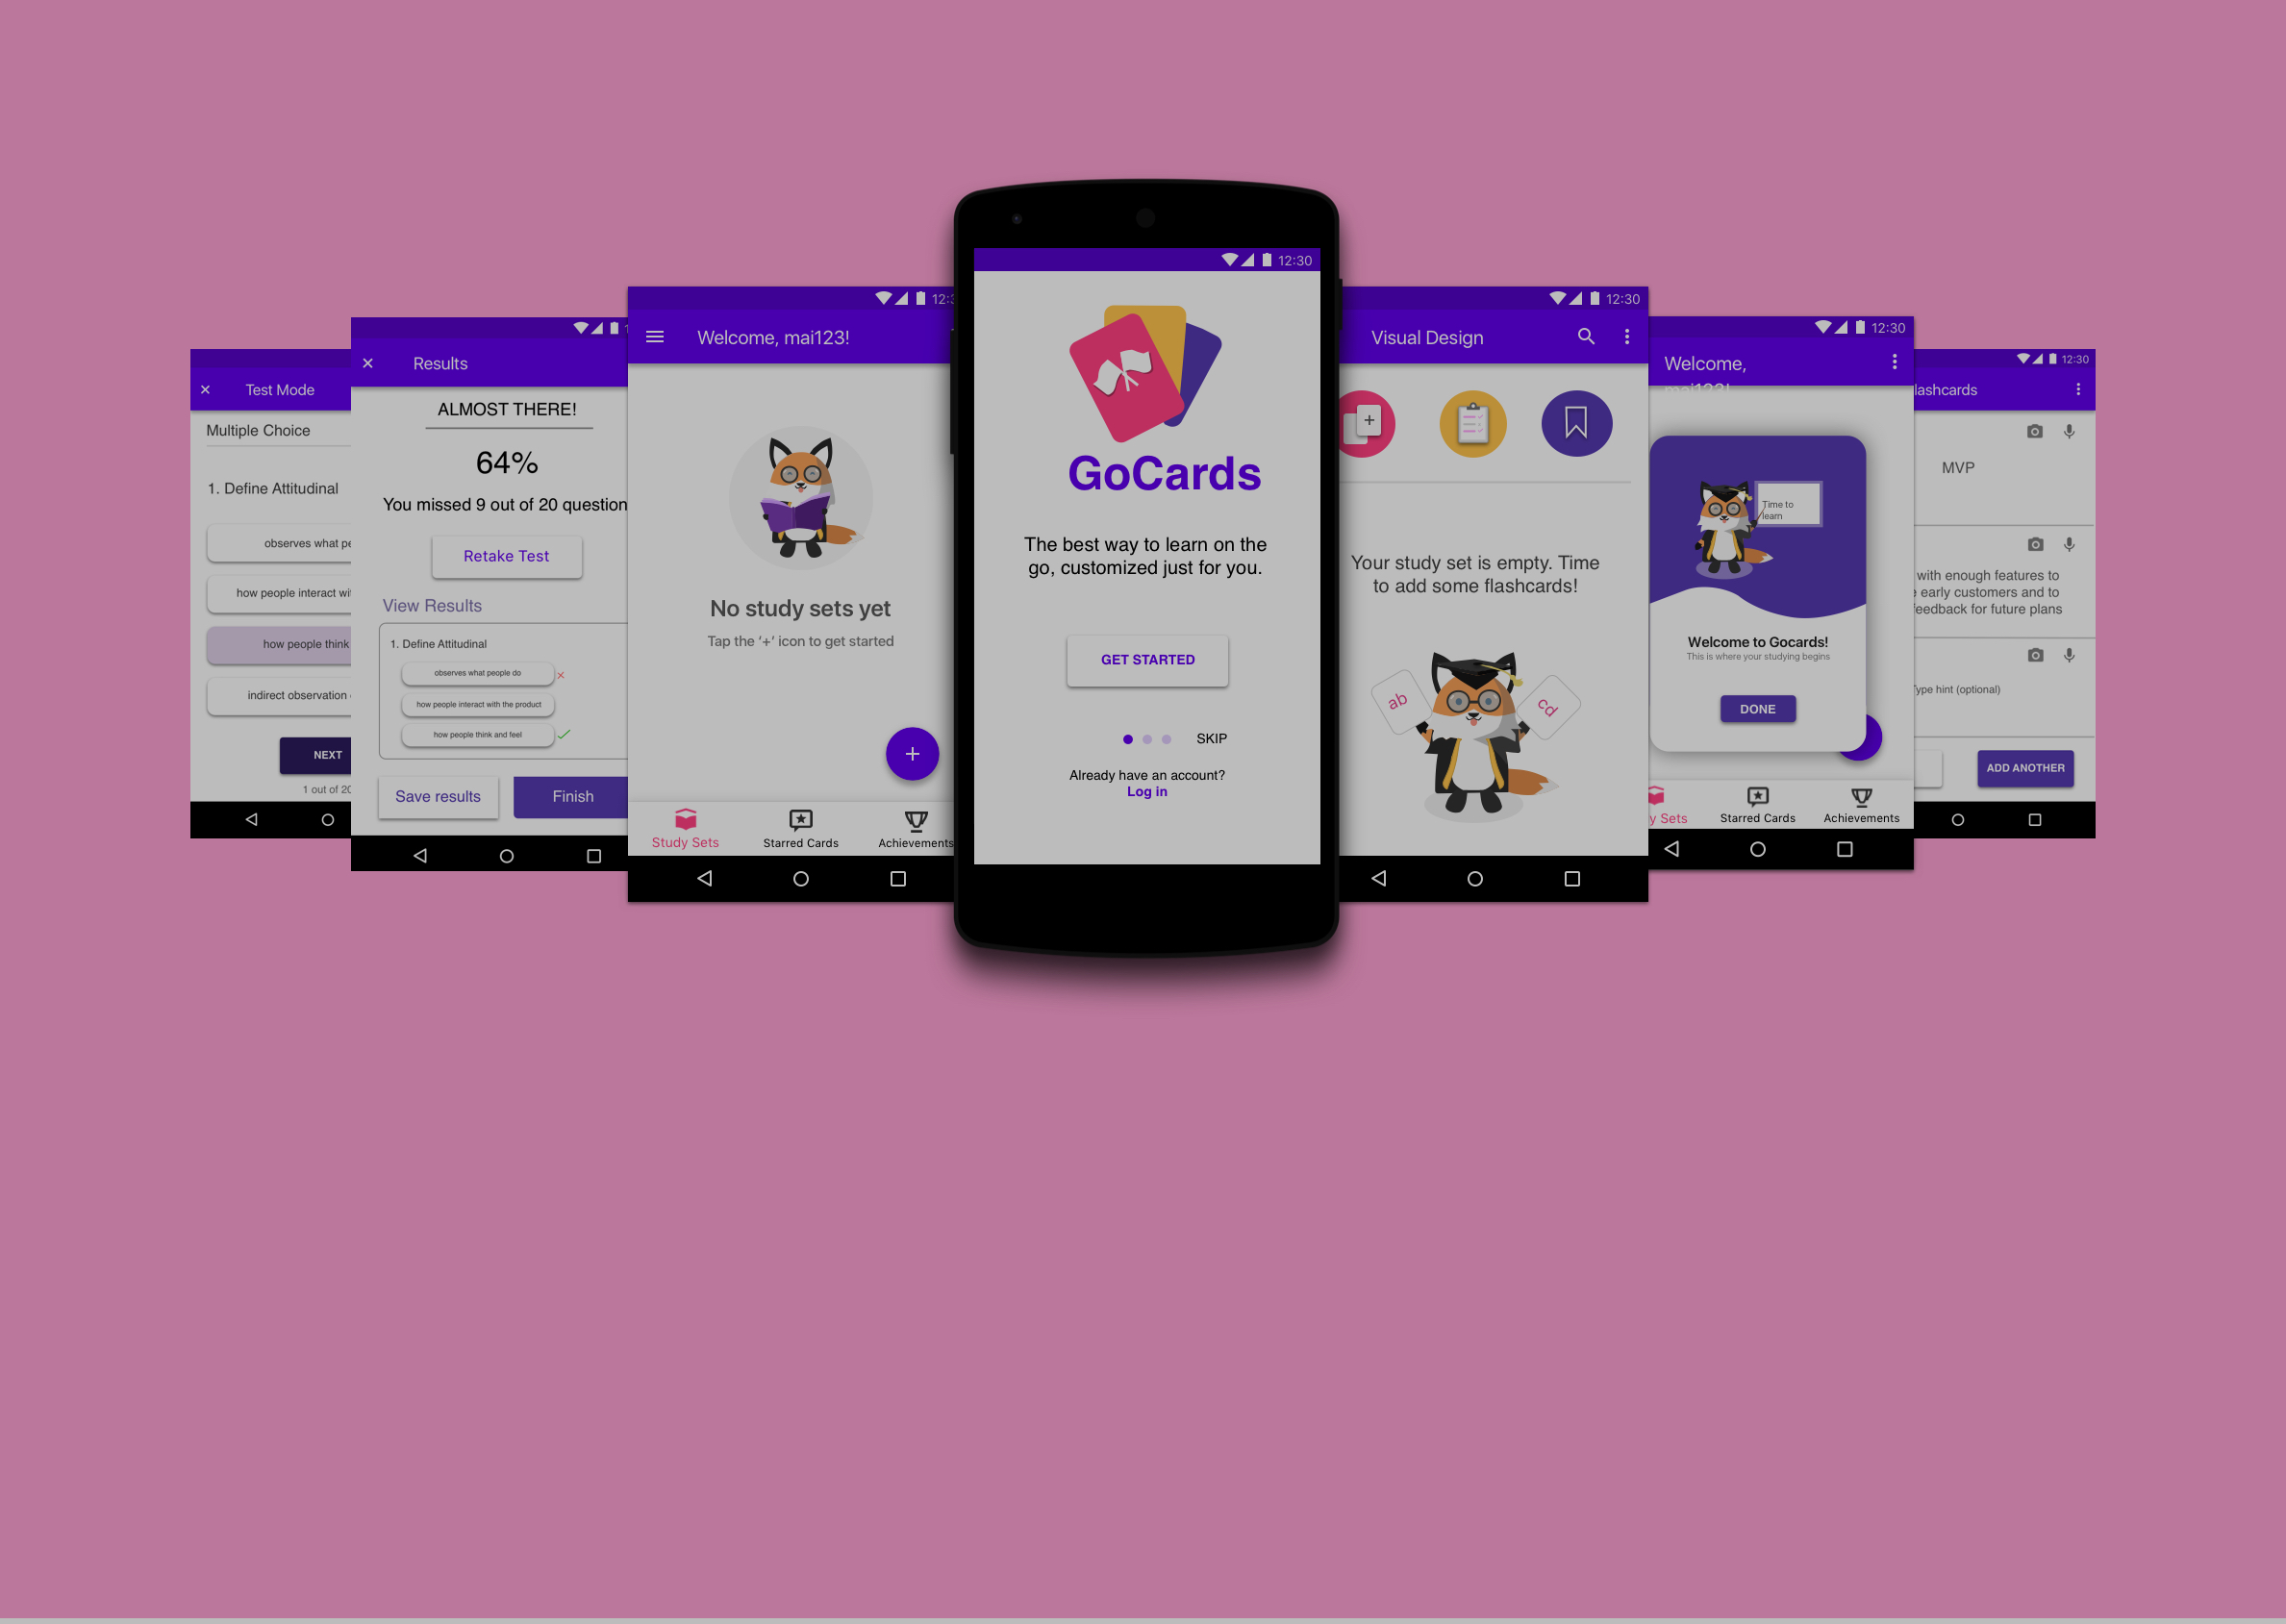 Test Mode
Multiple Choice
1. Define Attitudinal
observes what
how people interact
how people think
indirect observation
NEXT
1 out of 20
Results
ALMOST THERE!
64%
You missed 9 out of 20 question
Retake Test
View Results
1. Define Attitudinal
observes what people do
how people interact with the product
how people think and feel
Save results
Finish
Welcome, mai123!
No study sets yet
Tap the ‘+’ icon to get started
Study Sets
Starred Cards
Achievements
12:30
GoCards
The best way to learn on the
go, customized just for you.
GET STARTED
SKIP
Already have an account?
Log in
12:30
Visual Design
Your study set is empty. Time
to add some flashcards!
ab
cd
12:30
Welcome,
mai123!
Time to
learn
Welcome to Gocards!
This is where your studying begins
DONE
Sets
Starred Cards
Achievements
12:30
lashcards
MVP
with enough features to
early customers and to
feedback for future plans
Type hint (optional)
ADD ANOTHER